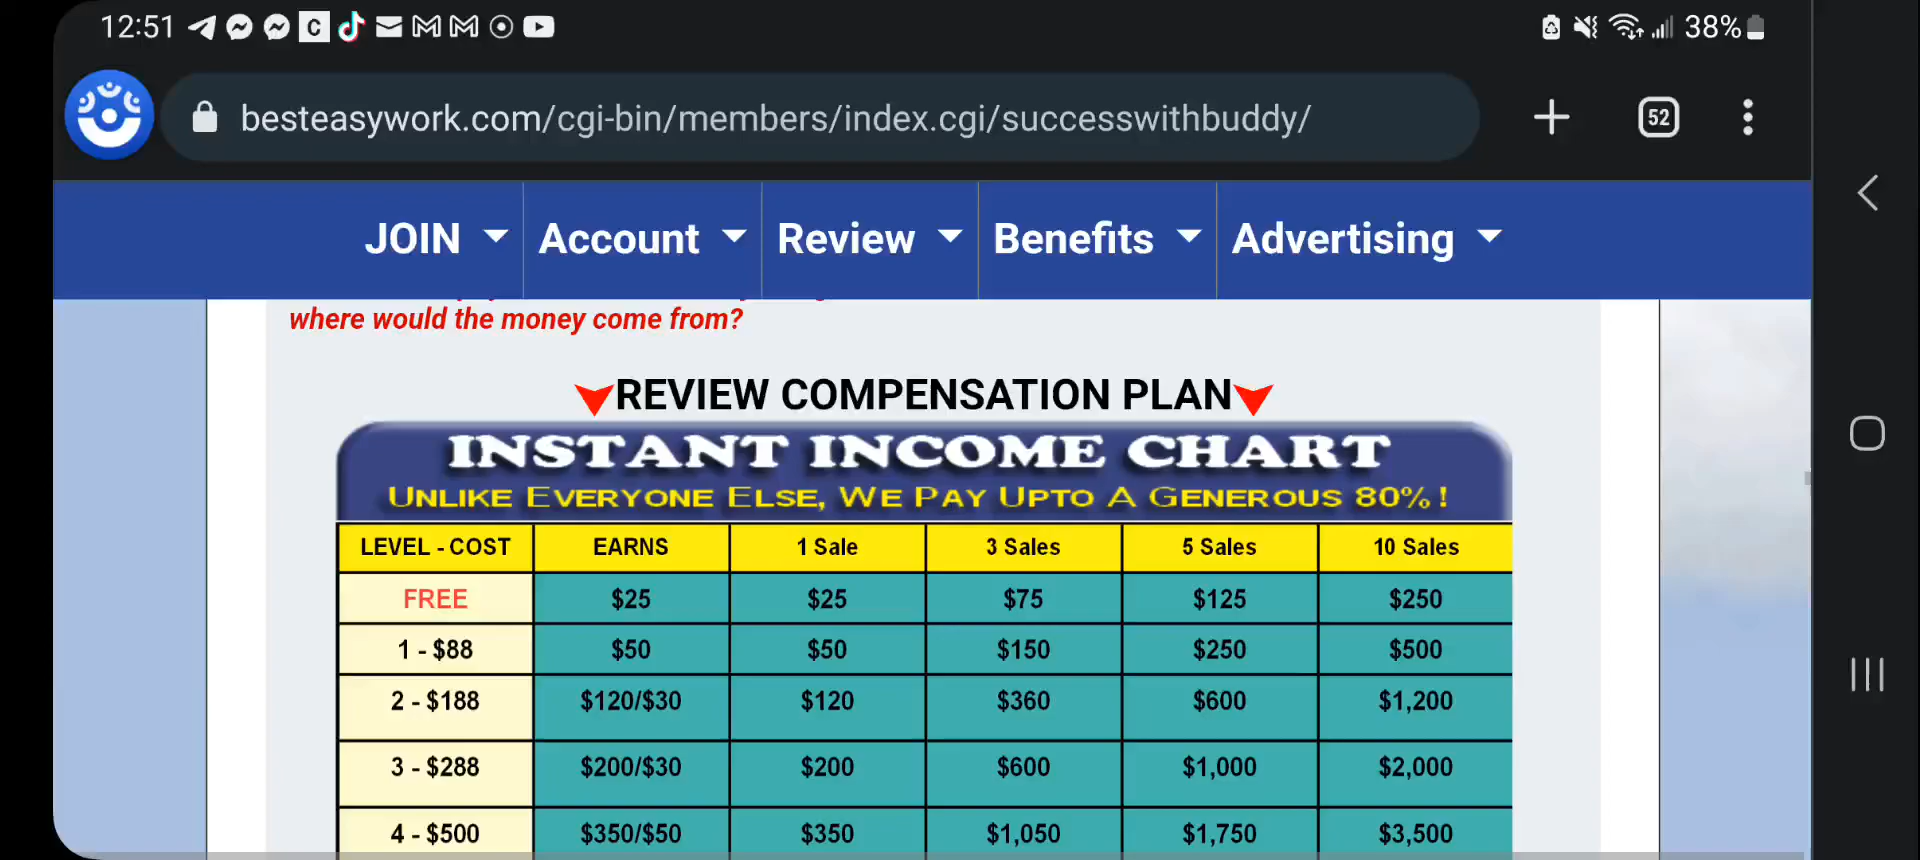 12:51
38%
besteasywork.com/cgi-bin/members/index.cgi/successwithbuddy/
52
JOIN Account Review Benefits Advertising
where would the money come from?
REVIEW COMPENSATION PLAN
INSTANT INCOME CHART
UNLIKE EVERYONE ELSE, WE PAY UPTO A GENEROUS 80%!
LEVEL - COST EARNS 1 Sale 3 Sales 5 Sales 10 Sales
FREE $25 $25 $75 $125 $250
1 - $88 $50 $50 $150 $250 $500
2 - $188 $120/$30 $120 $360 $600 $1,200
3 - $288 $200/$30 $200 $600 $1,000 $2,000
4 - $500 $350/$50 $350 $1,050 $1,750 $3,500